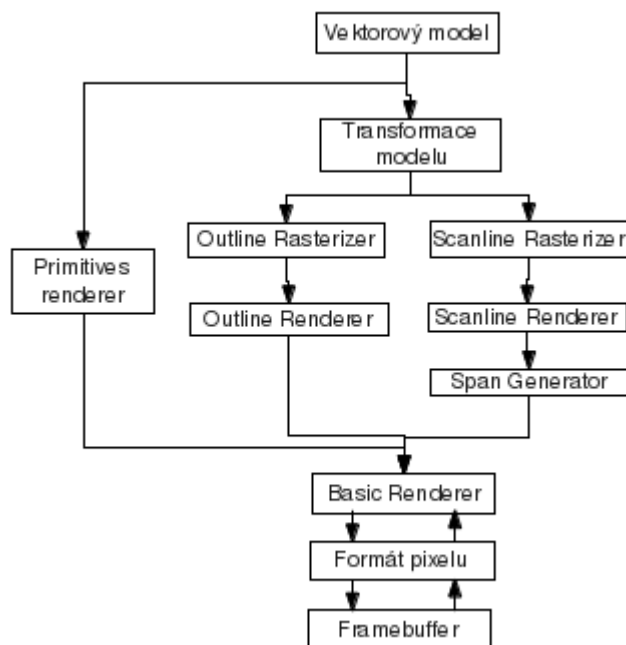 Vektorový model
Transformace
modelu
Outline Rasterizer
Scanline Rasterizer
Primitives
renderer
Outline Renderer
Scanline Renderer
Span Generator
Basic Renderer
Formát pixelu
Framebuffer